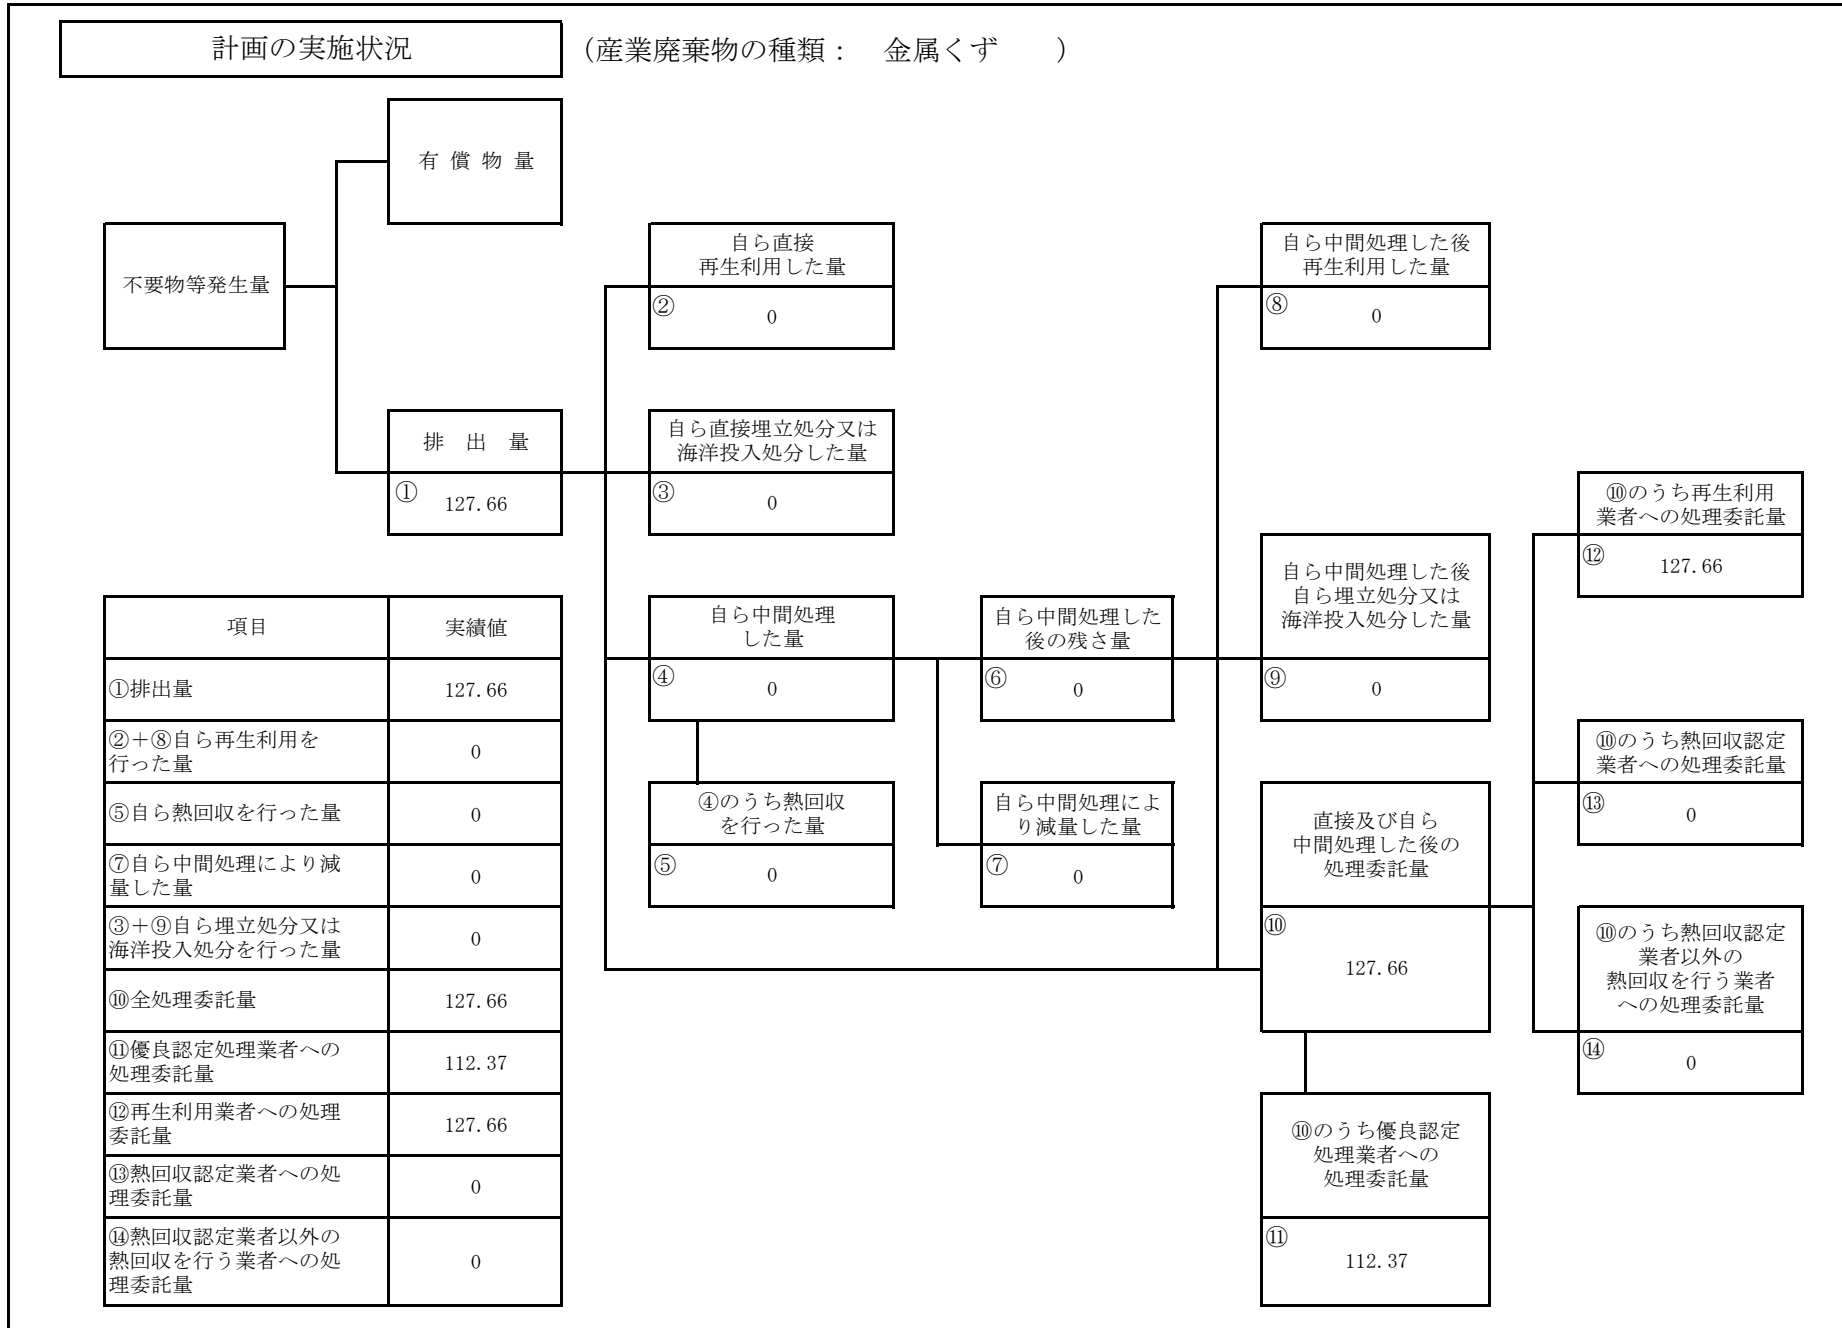 計画の実施状況
（産業廃棄物の種類： 金属くず ）
有 償 物 量
不要物等発生量
自ら直接
再生利用した量
② 0
自ら中間処理した後
再生利用した量
⑧ 0
排 出 量
① 127.66
自ら直接埋立処分又は
海洋投入処分した量
③ 0
⑩のうち再生利用
業者への処理委託量
⑫ 127.66
自ら中間処理した後
自ら埋立処分又は
海洋投入処分した量
⑨ 0
自ら中間処理
した量
④ 0
自ら中間処理した
後の残さ量
⑥ 0
④のうち熱回収
を行った量
⑤ 0
自ら中間処理によ
り減量した量
⑦ 0
直接及び自ら
中間処理した後の
処理委託量
⑩
127.66
⑩のうち熱回収認定
業者への処理委託量
⑬ 0
⑩のうち熱回収認定
業者以外の
熱回収を行う業者
への処理委託量
⑭ 0
⑩のうち優良認定
処理業者への
処理委託量
⑪
112.37
項目 実績値
①排出量 127.66
②＋⑧自ら再生利用を
行った量 0
⑤自ら熱回収を行った量 0
⑦自ら中間処理により減
量した量 0
③＋⑨自ら埋立処分又は
海洋投入処分を行った量 0
⑩全処理委託量 127.66
⑪優良認定処理業者への
処理委託量 112.37
⑫再生利用業者への処理
委託量 127.66
⑬熱回収認定業者への処
理委託量 0
⑭熱回収認定業者以外の
熱回収を行う業者への処
理委託量 0